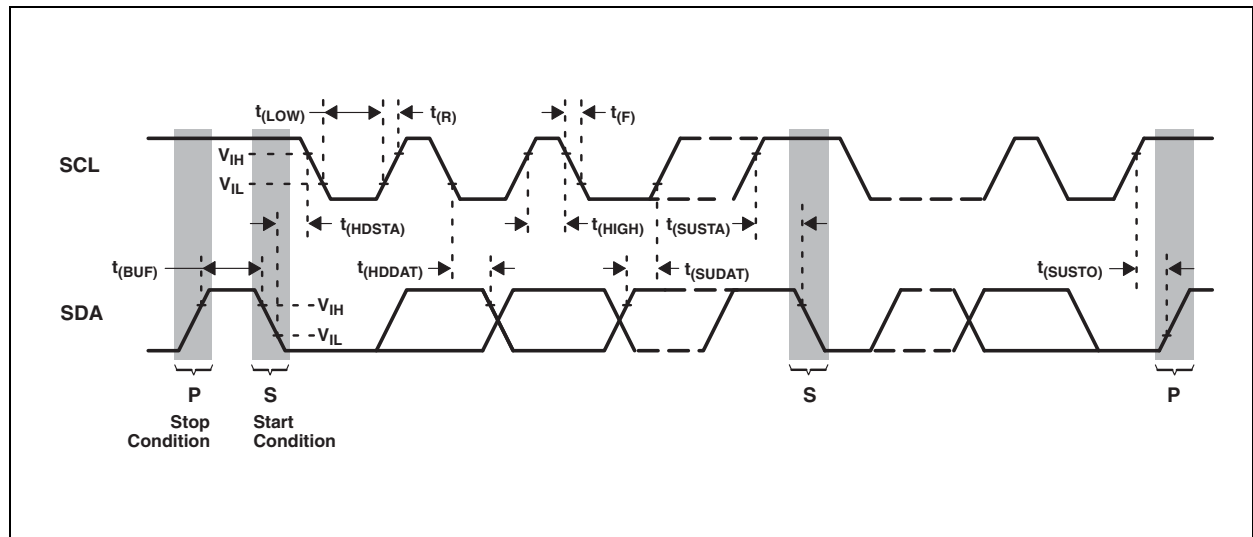 t(LOW)
t(R)
t(F)
SCL
VIH
VIL
t(HDSTA)
t(HIGH)
t(SUSTA)
t(BUF)
t(HDDAT)
t(SUDAT)
t(SUSTO)
SDA
VIH
VIL
P
S
S
P
Stop
Condition
Start
Condition